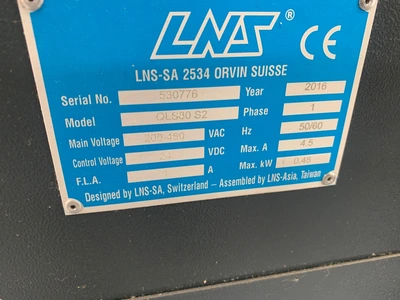 LNS ® CE
LNS-SA 2534 ORVIN SUISSE
Serial No. 530776 Year 2016
Model QLS80 S2 Phase 1
Main Voltage 200-480 VAC Hz 50/60
Control Voltage 24 VDC Max. A 4.5
F.L.A. A Max. kW 0.45
Designed by LNS-SA, Switzerland – Assembled by LNS-Asia, Taiwan